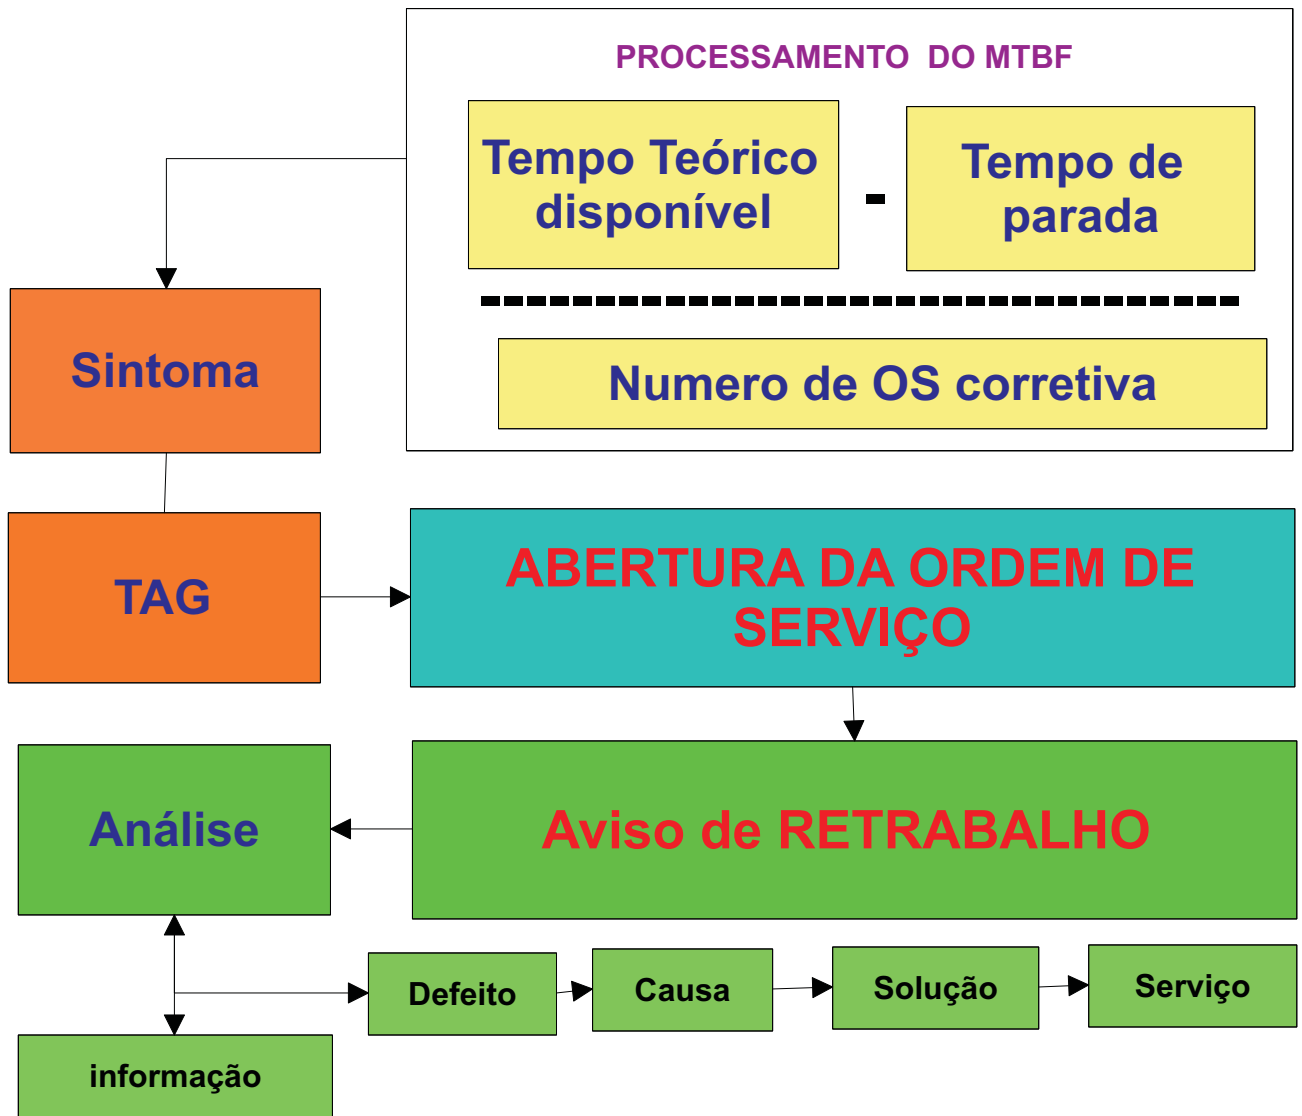 PROCESSAMENTO DO MTBF
Tempo Teórico
disponível
-
Tempo de
parada
Numero de OS corretiva
Sintoma
TAG
ABERTURA DA ORDEM DE
SERVIÇO
Aviso de RETRABALHO
Análise
Defeito
Causa
Solução
Serviço
informação